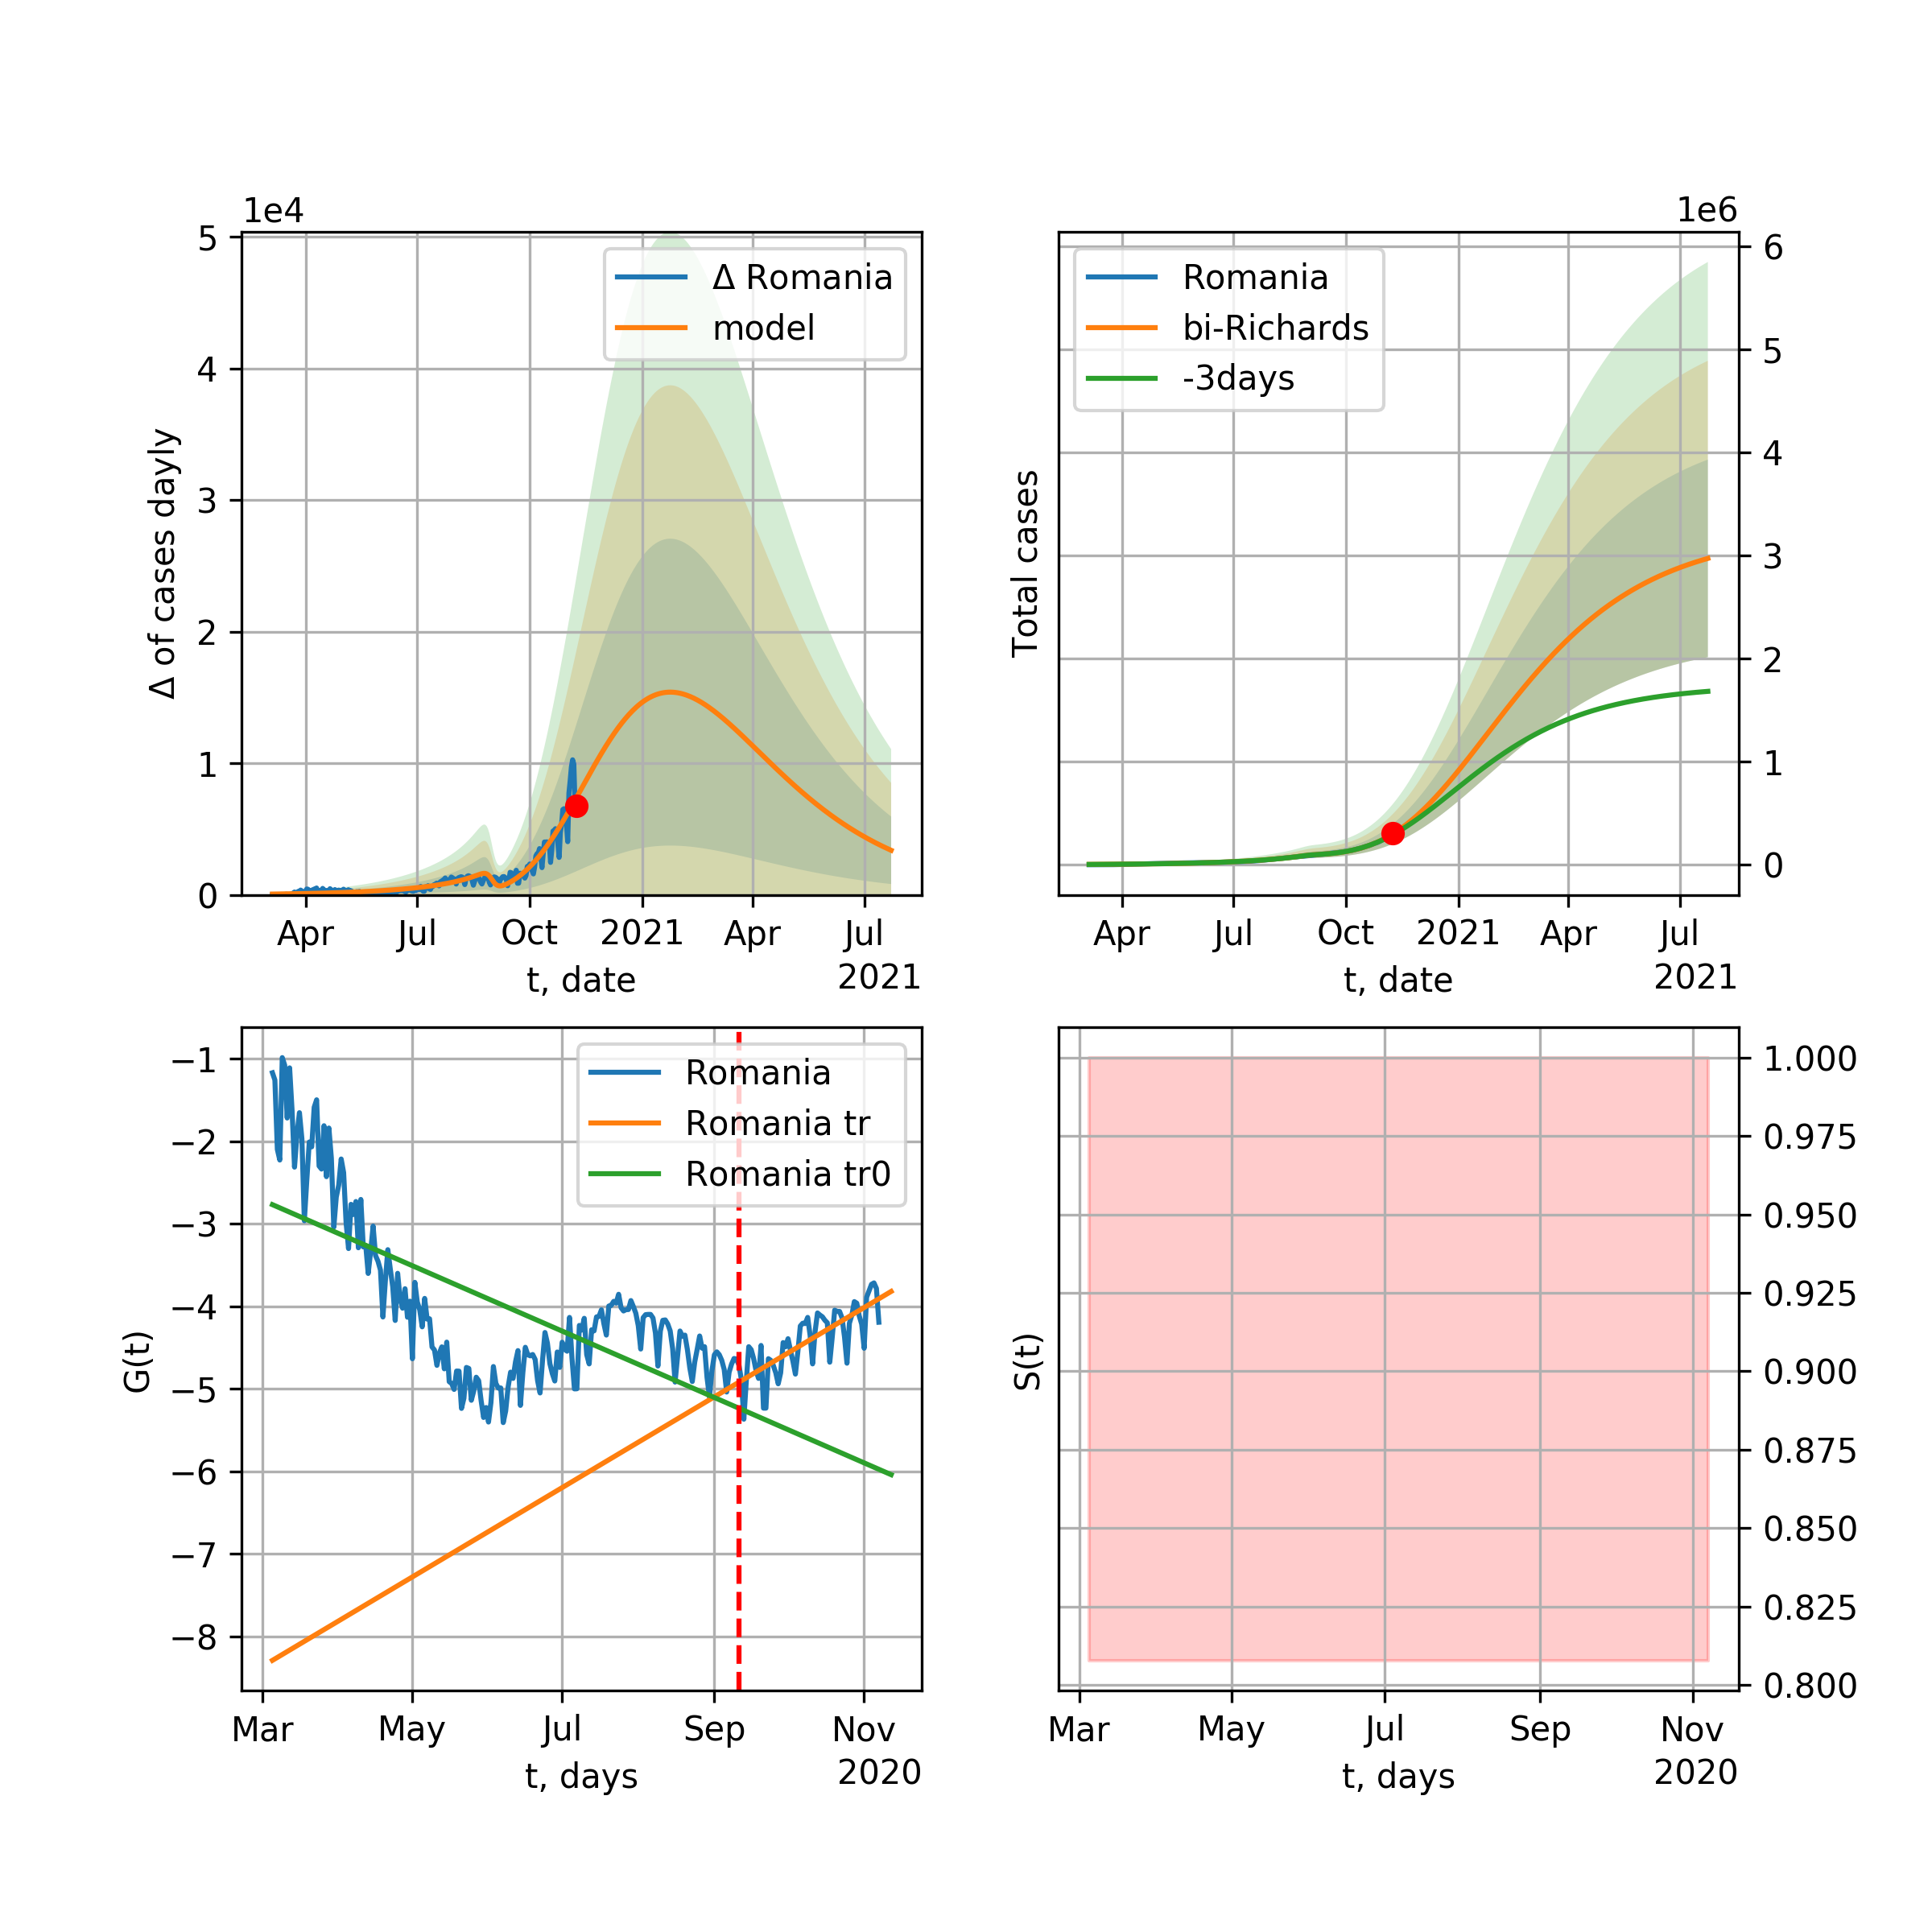 1e4
5
4
3
2
1
0
Δ of cases dayly
Δ Romania
model
Apr Jul Oct 2021 Apr Jul
2021
t, date
1e6
6
5
4
3
2
1
0
Total cases
Romania
bi-Richards
-3days
Apr Jul Oct 2021 Apr Jul
2021
t, date
−1
−2
−3
−4
−5
−6
−7
−8
G(t)
Romania
Romania tr
Romania tr0
Mar May Jul Sep Nov
2020
t, days
1.000
0.975
0.950
0.925
0.900
0.875
0.850
0.825
0.800
S(t)
Mar May Jul Sep Nov
2020
t, days